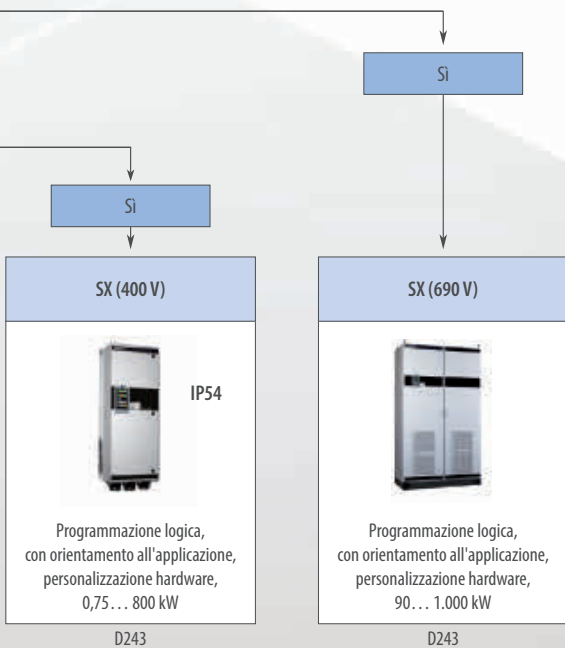 Sì
Sì
SX (400 V)
SX (690 V)
IP54
Programmazione logica,
con orientamento all'applicazione,
personalizzazione hardware,
0,75… 800 kW
Programmazione logica,
con orientamento all'applicazione,
personalizzazione hardware,
90… 1.000 kW
D243
D243